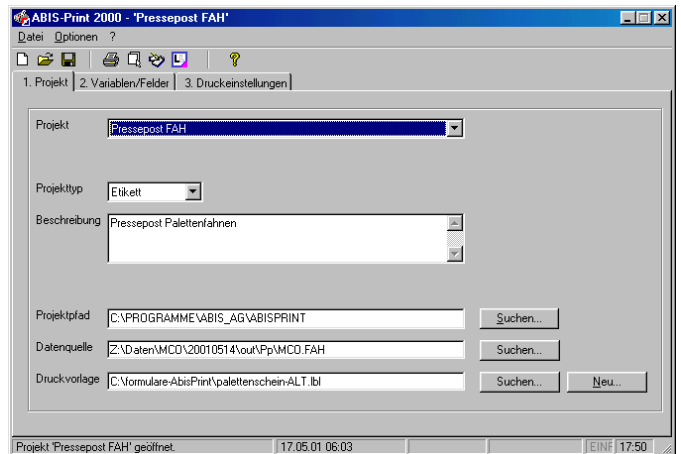 ABIS-Print 2000 - 'Pressepost FAH'
Datei Optionen ?
1. Projekt 2. Variablen/Felder 3. Druckeinstellungen
Projekt Pressepost FAH
Projekttyp Etikett
Beschreibung Pressepost Palettenfahnen
Projektpfad C:\PROGRAMME\ABIS_AG\ABISPRINT Suchen...
Datenquelle Z:\Daten\MCO\20010514\out\Pp\MCO.FAH Suchen...
Druckvorlage C:\formulare-AbisPrint\palettenschein-ALT.lbl Suchen... Neu...
Projekt 'Pressepost FAH' geöffnet. 17.05.01 06:03 EINF 17:50